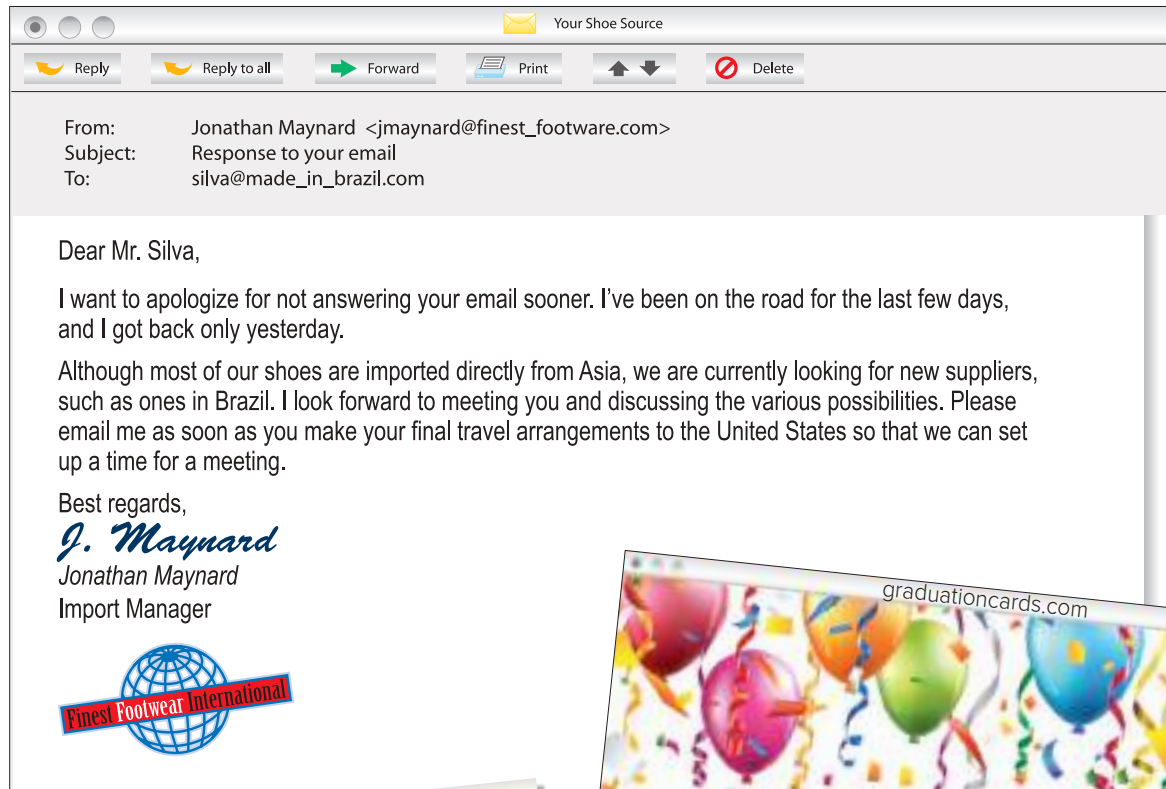 Your Shoe Source
Reply
Reply to all
Forward
Print
Delete
From: Jonathan Maynard <jmaynard@finest_footware.com>
Subject: Response to your email
To: silva@made_in_brazil.com
Dear Mr. Silva,
I want to apologize for not answering your email sooner. I've been on the road for the last few days,
and I got back only yesterday.
Although most of our shoes are imported directly from Asia, we are currently looking for new suppliers,
such as ones in Brazil. I look forward to meeting you and discussing the various possibilities. Please
email me as soon as you make your final travel arrangements to the United States so that we can set
up a time for a meeting.
Best regards,
J. Maynard
Jonathan Maynard
Import Manager
Finest Footwear International
graduationcards.com